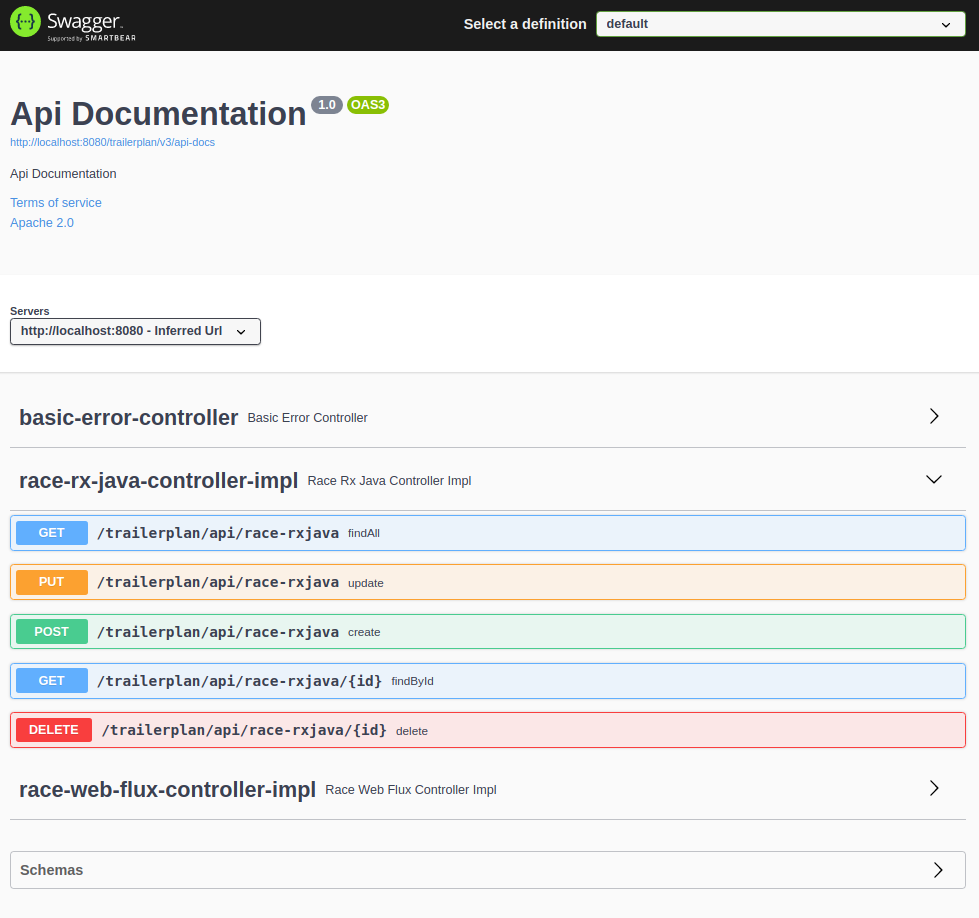 Swagger
Supported by SMARTBEAR
Select a definition
default
Api Documentation 1.0 OAS3
http://localhost:8080/trailerplan/v3/api-docs
Api Documentation
Terms of service
Apache 2.0
Servers
http://localhost:8080 - Inferred Url
basic-error-controller Basic Error Controller
race-rx-java-controller-impl Race Rx Java Controller Impl
GET /trailerplan/api/race-rxjava findAll
PUT /trailerplan/api/race-rxjava update
POST /trailerplan/api/race-rxjava create
GET /trailerplan/api/race-rxjava/{id} findById
DELETE /trailerplan/api/race-rxjava/{id} delete
race-web-flux-controller-impl Race Web Flux Controller Impl
Schemas